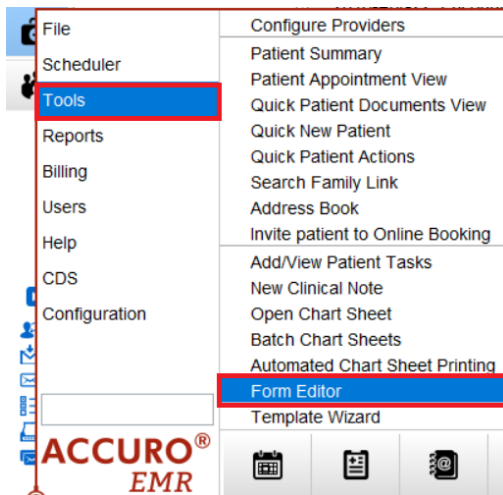 File
Scheduler
Tools
Reports
Billing
Users
Help
CDS
Configuration
ACCURO®
EMR
Configure Providers
Patient Summary
Patient Appointment View
Quick Patient Documents View
Quick New Patient
Quick Patient Actions
Search Family Link
Address Book
Invite patient to Online Booking
Add/View Patient Tasks
New Clinical Note
Open Chart Sheet
Batch Chart Sheets
Automated Chart Sheet Printing
Form Editor
Template Wizard